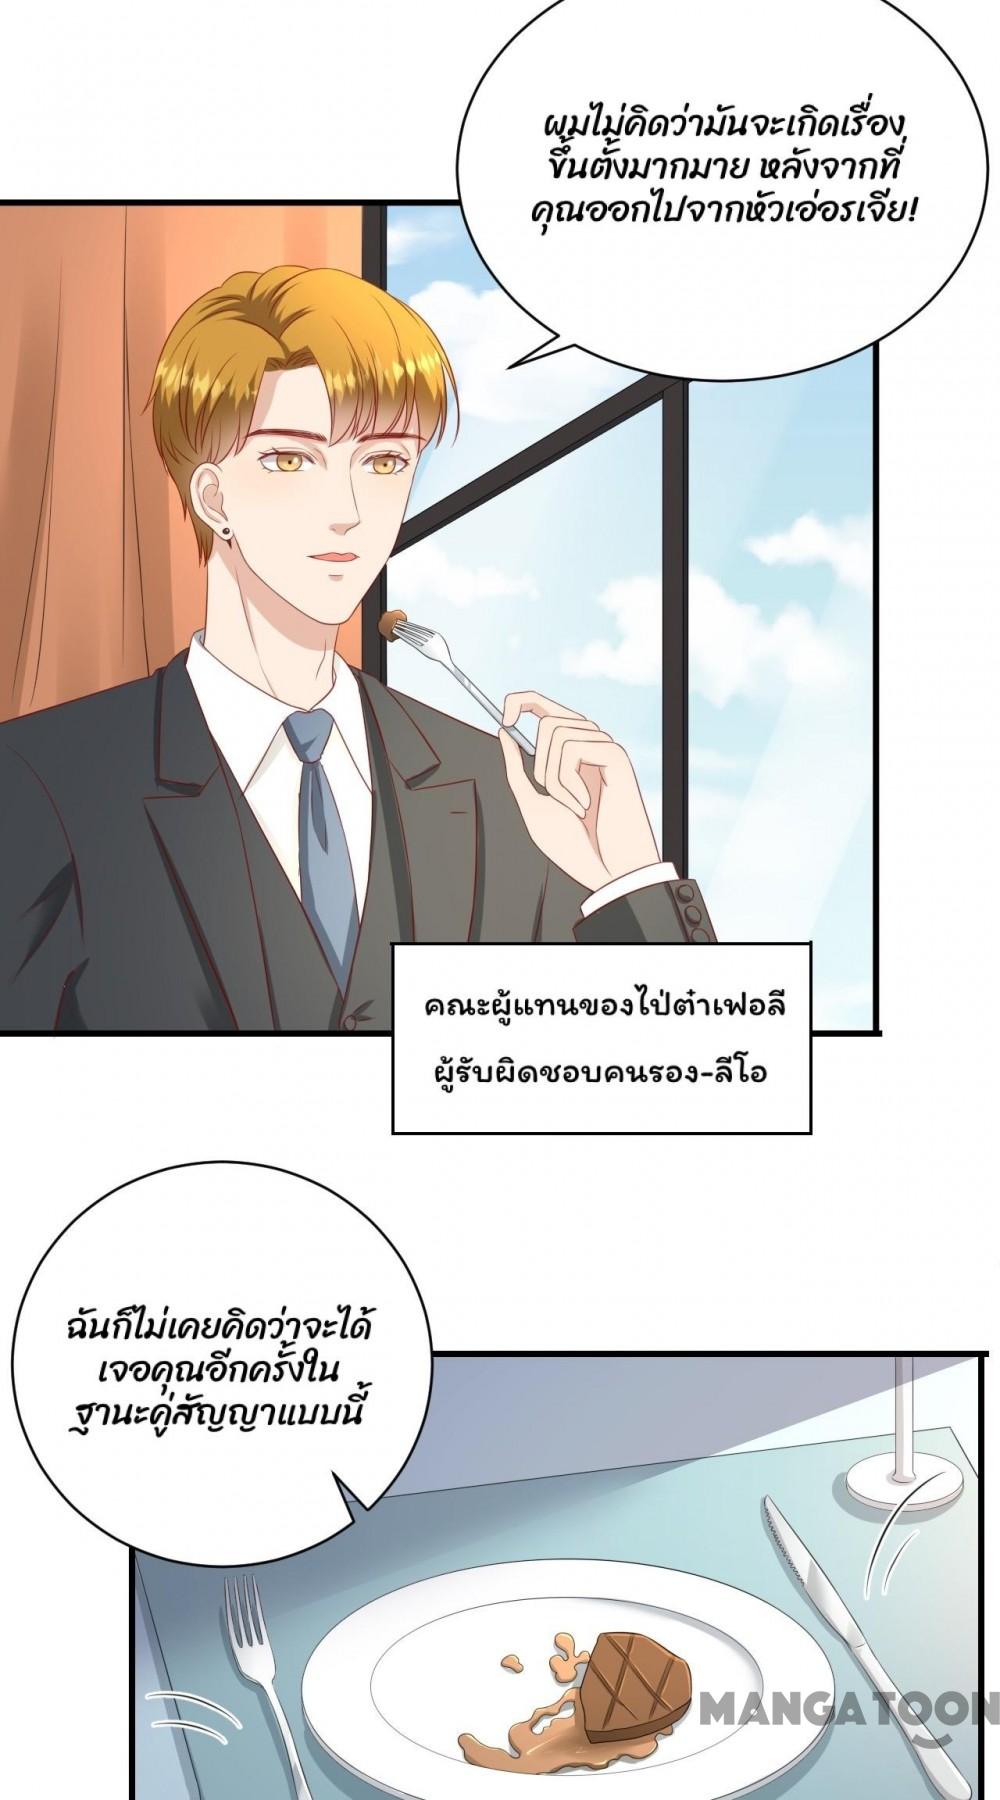 ผมไม่คิดว่ามันจะเกิดเรื่อง
ขึ้นตั้งมากมาย หลังจากที่
คุณออกไปจากหัวเอ่อรเจีย!
คณะผู้แทนของไป่ต๋าเฟอลี
ผู้รับผิดชอบคนรอง-ลีโอ
ฉันก็ไม่เคยคิดว่าจะได้
เจอคุณอีกครั้งใน
ฐานะคู่สัญญาแบบนี้
MANGATOON